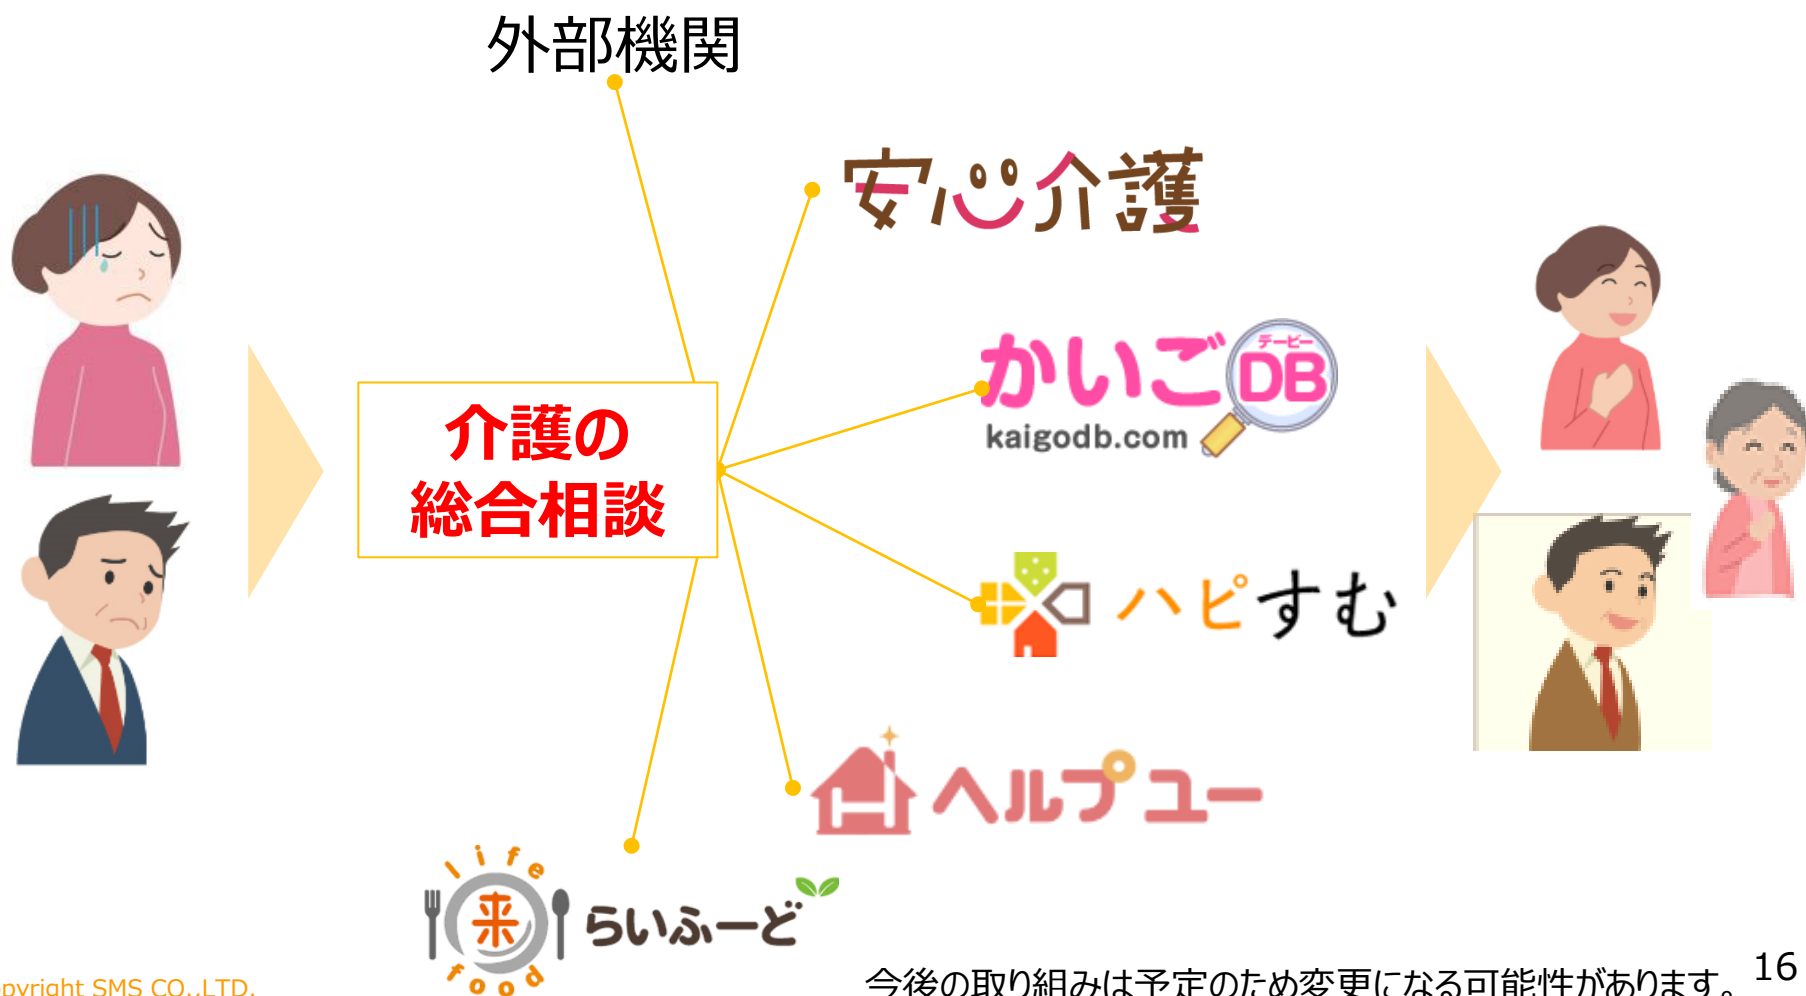 外部機関
安心介護
かいごDB
デービー
kaigodb.com
介護の
総合相談
ハピすむ
ヘルプユー
life
来
food
らいふーど
opyright SMS CO.,LTD.
今後の取り組みは予定のため変更になる可能性があります。
16